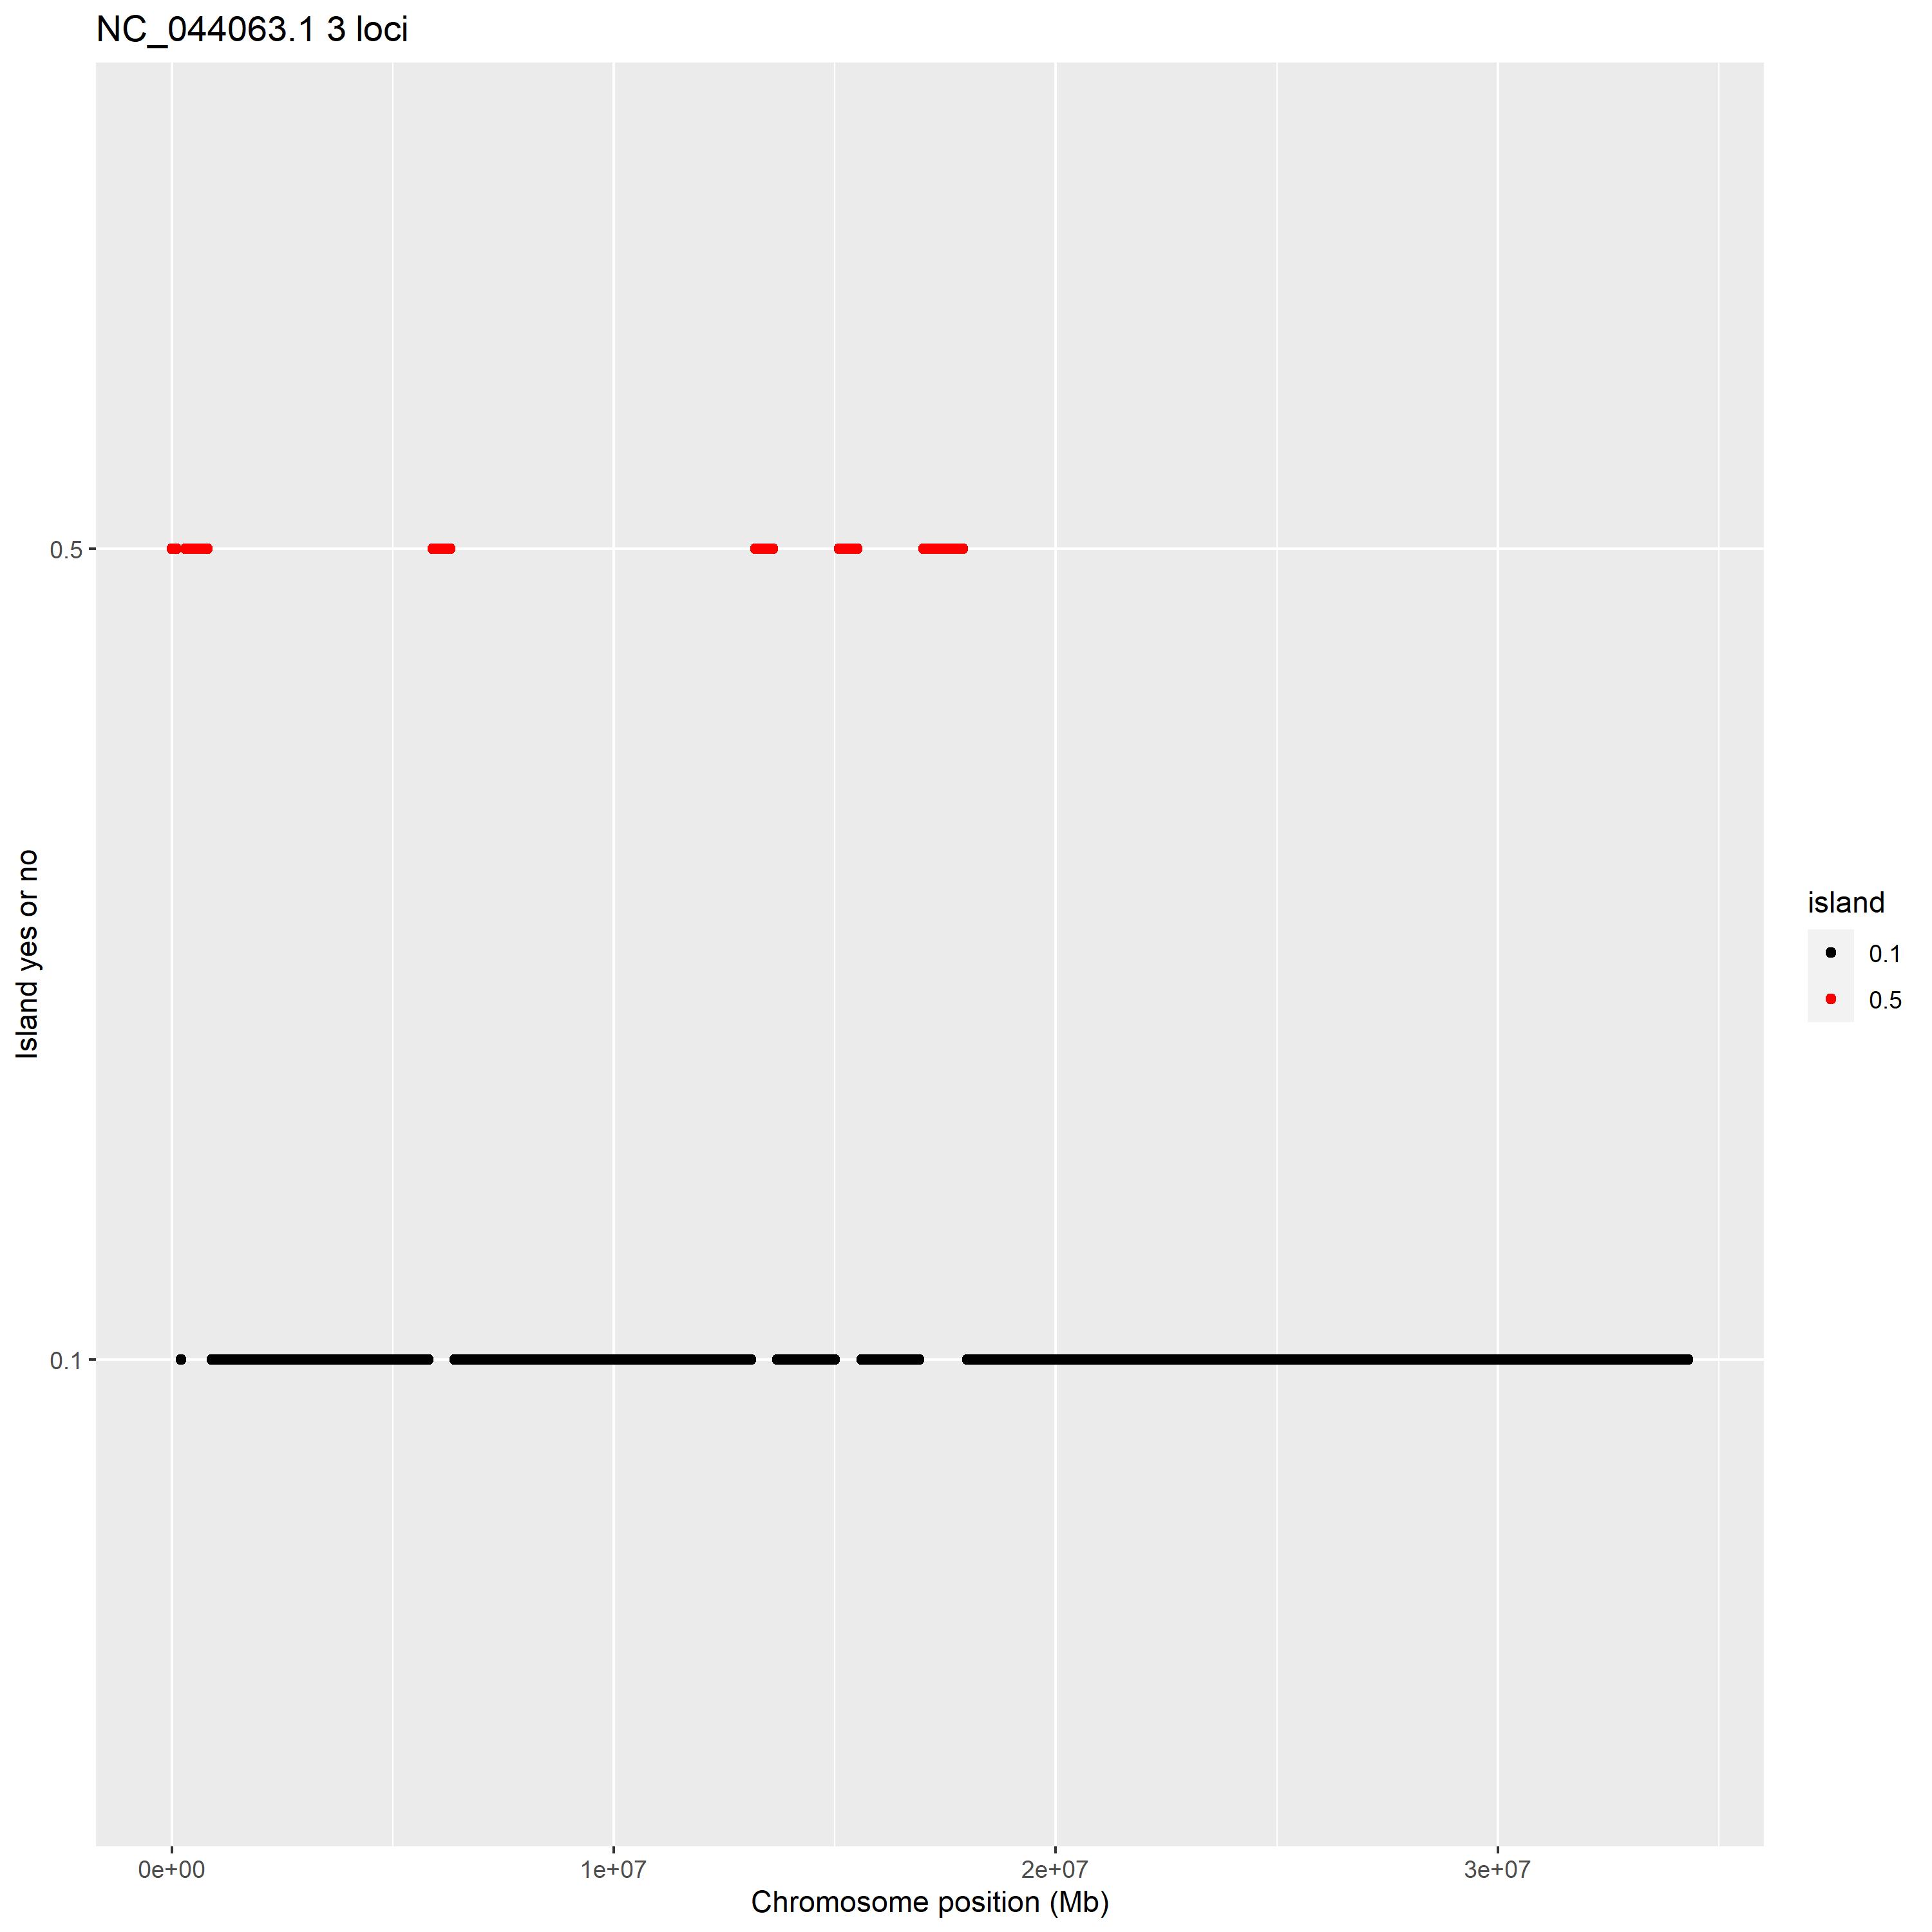 NC_044063.1 3 loci
Island yes or no
0.5
0.1
0e+00 1e+07 2e+07 3e+07
Chromosome position (Mb)
island
0.1
0.5